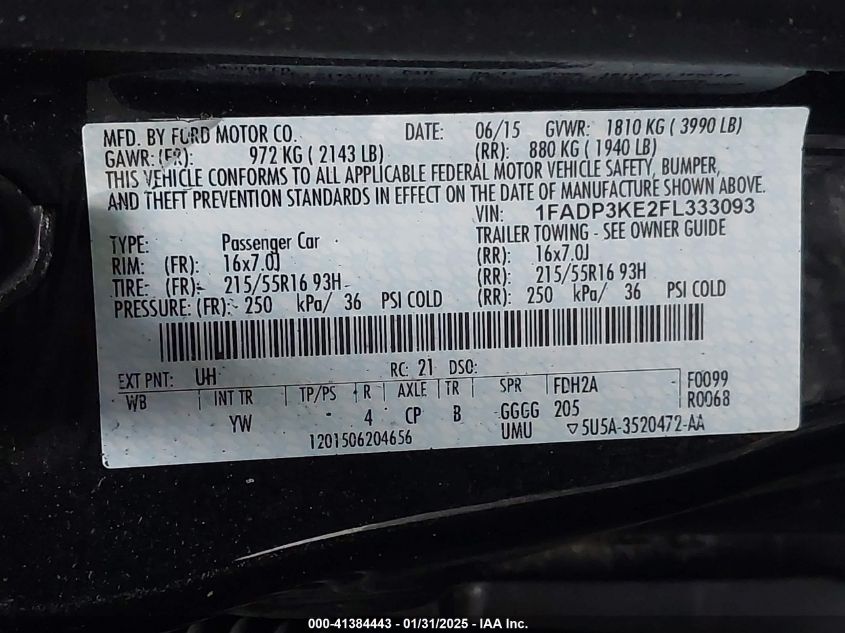 MFD. BY FORD MOTOR CO. DATE: 06/15 GVWR: 1810 KG ( 3990 LB)
GAWR: (FR): 972 KG ( 2143 LB) (RR): 880 KG ( 1940 LB)
THIS VEHICLE CONFORMS TO ALL APPLICABLE FEDERAL MOTOR VEHICLE SAFETY, BUMPER,
AND THEFT PREVENTION STANDARDS IN EFFECT ON THE DATE OF MANUFACTURE SHOWN ABOVE.
VIN: 1FADP3KE2FL333093
TYPE: Passenger Car TRAILER TOWING - SEE OWNER GUIDE
RIM: (FR): 16x7.0J (RR): 16x7.0J
TIRE: (FR): 215/55R16 93H (RR): 215/55R16 93H
PRESSURE: (FR): 250 kPa/ 36 PSI COLD (RR): 250 kPa/ 36 PSI COLD
EXT PNT: UH RC: 21 DSO:
WB INT TR TP/PS R AXLE TR SPR FDH2A F0099
YW - 4 CP B GGGG 205 R0068
1201506204656 UMU ▽5U5A-3520472-AA
000-41384443 - 01/31/2025 - IAA Inc.